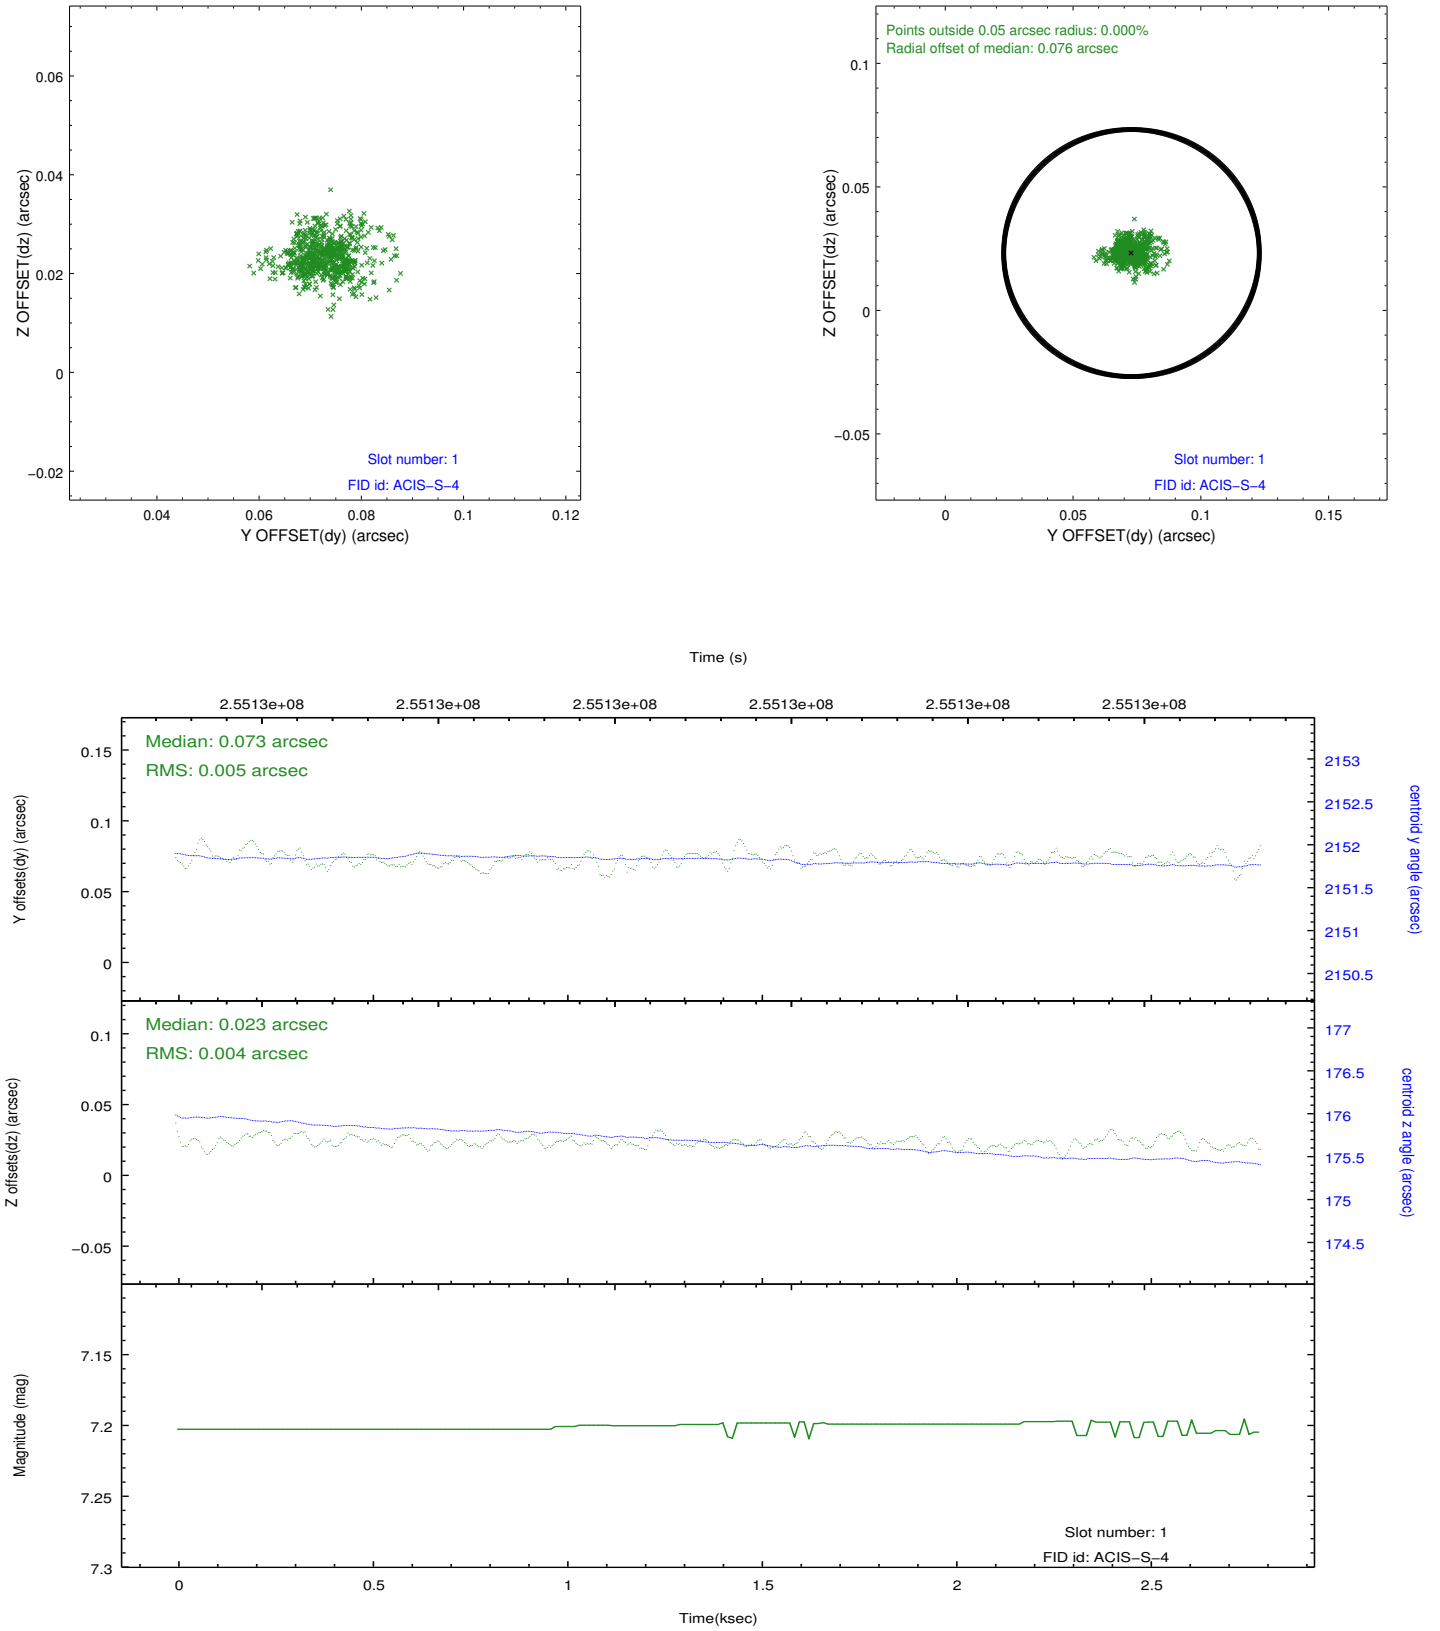 0.06
0.04
0.02
0
−0.02
Z OFFSET(dz) (arcsec)
Slot number: 1
FID id: ACIS−S−4
0.04
0.06
0.08
0.1
0.12
Y OFFSET(dy) (arcsec)
Points outside 0.05 arcsec radius: 0.000%
Radial offset of median: 0.076 arcsec
0.1
0.05
0
−0.05
Z OFFSET(dz) (arcsec)
Slot number: 1
FID id: ACIS−S−4
0
0.05
0.1
0.15
Y OFFSET(dy) (arcsec)
Time (s)
2.5513e+08
2.5513e+08
2.5513e+08
2.5513e+08
2.5513e+08
2.5513e+08
Median: 0.073 arcsec
RMS: 0.005 arcsec
0.15
0.1
0.05
0
Y offsets(dy) (arcsec)
2153
2152.5
2152
2151.5
2151
2150.5
centroid y angle (arcsec)
Median: 0.023 arcsec
RMS: 0.004 arcsec
0.1
0.05
0
−0.05
Z offsets(dz) (arcsec)
177
176.5
176
175.5
175
174.5
centroid z angle (arcsec)
7.15
7.2
7.25
7.3
Magnitude (mag)
Slot number: 1
FID id: ACIS−S−4
0
0.5
1
1.5
2
2.5
Time(ksec)